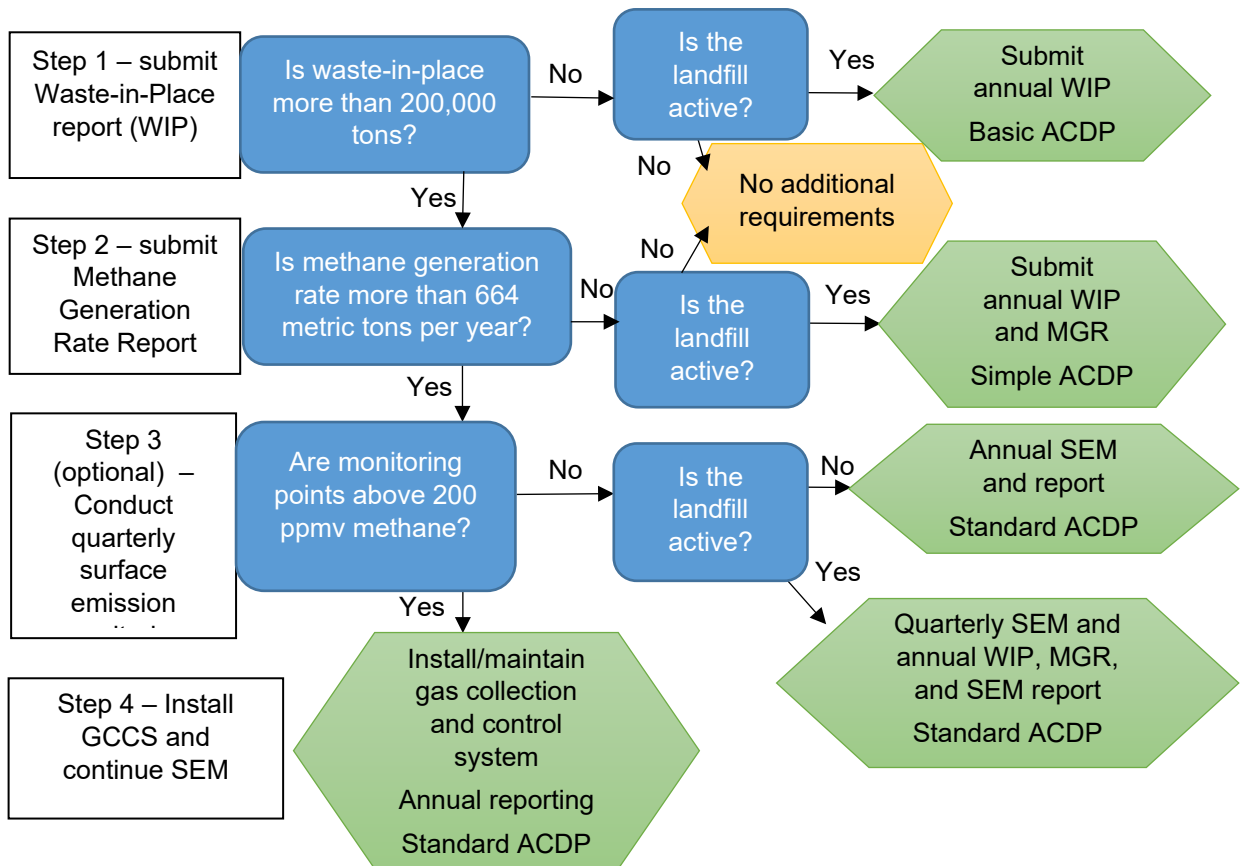 Step 1 – submit
Waste-in-Place
report (WIP)
Is waste-in-place
more than 200,000
tons?
No
Is the
landfill
active?
Yes
Submit
annual WIP
Basic ACDP
No
No additional
requirements
Yes
Step 2 – submit
Methane
Generation
Rate Report
Is methane generation
rate more than 664
metric tons per year?
No
No
Is the
landfill
active?
Yes
Submit
annual WIP
and MGR
Simple ACDP
Yes
Step 3
(optional) –
Conduct
quarterly
surface
emission
Are monitoring
points above 200
ppmv methane?
No
Is the
landfill
active?
No
Annual SEM
and report
Standard ACDP
Yes
Quarterly SEM and
annual WIP, MGR,
and SEM report
Standard ACDP
Yes
Step 4 – Install
GCCS and
continue SEM
Install/maintain
gas collection
and control
system
Annual reporting
Standard ACDP